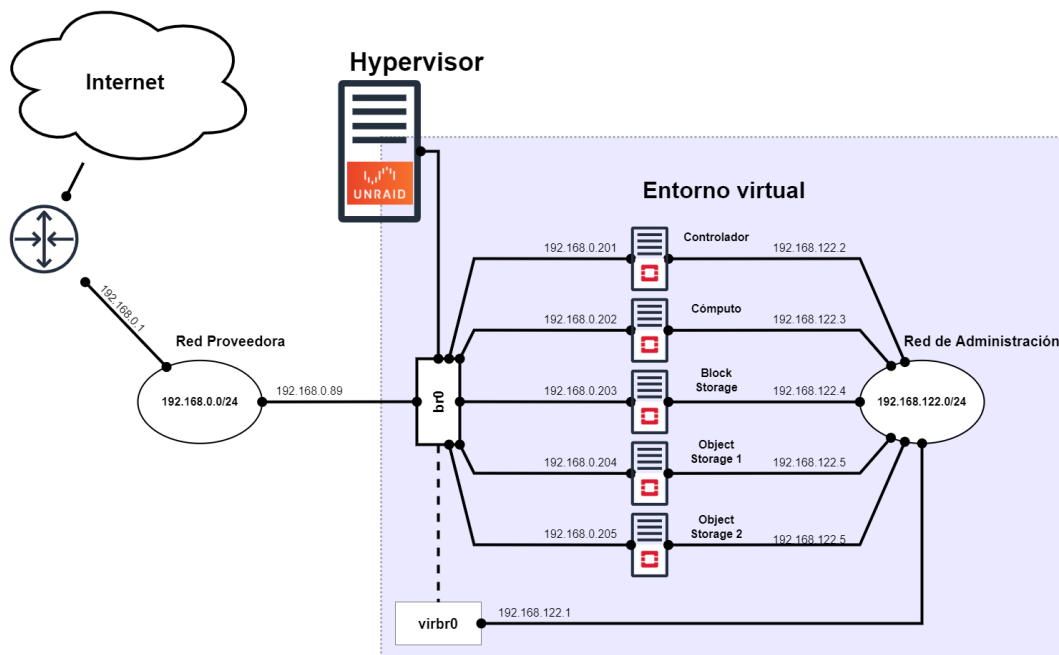 Internet
Hypervisor
UNRAID
Entorno virtual
192.168.0.201
Controlador
192.168.122.2
192.168.0.1
192.168.0.202
Cómputo
192.168.122.3
Red Proveedora
Red de Administración
192.168.0.0/24
192.168.0.89
br0
192.168.0.203
Block
Storage
192.168.122.4
192.168.122.0/24
192.168.0.204
Object
Storage 1
192.168.122.5
192.168.0.205
Object
Storage 2
192.168.122.5
virbr0
192.168.122.1